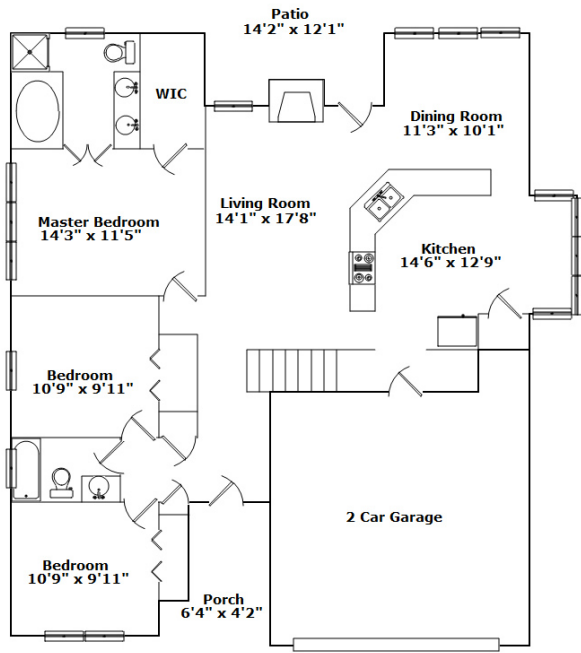 Patio
14'2" x 12'1"
WIC
Dining Room
11'3" x 10'1"
Living Room
14'1" x 17'8"
Master Bedroom
14'3" x 11'5"
Kitchen
14'6" x 12'9"
Bedroom
10'9" x 9'11"
2 Car Garage
Bedroom
10'9" x 9'11"
Porch
6'4" x 4'2"